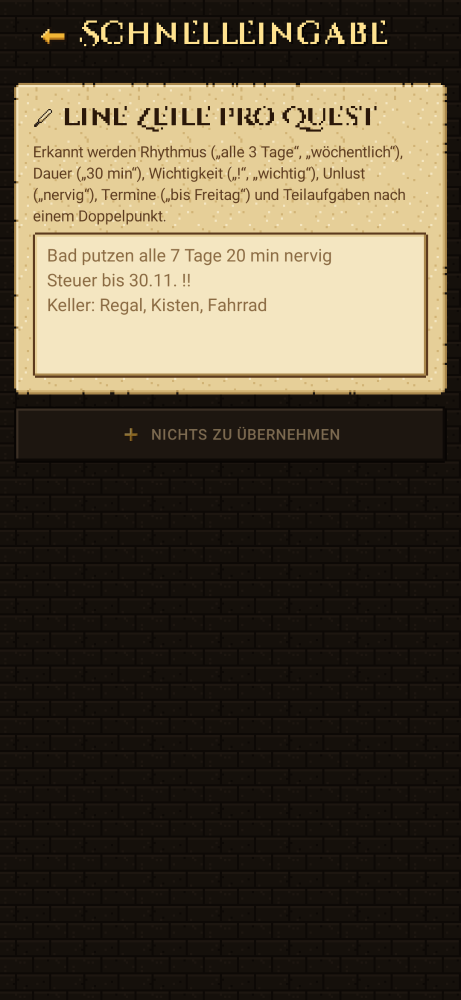 SCHNELLEINGABE
EINE ZEILE PRO QUEST
Erkannt werden Rhythmus („alle 3 Tage“, „wöchentlich“),
Dauer („30 min“), Wichtigkeit („!“, „wichtig“), Unlust
(„nervig“), Termine („bis Freitag“) und Teilaufgaben nach
einem Doppelpunkt.
Bad putzen alle 7 Tage 20 min nervig
Steuer bis 30.11. !!
Keller: Regal, Kisten, Fahrrad
NICHTS ZU ÜBERNEHMEN